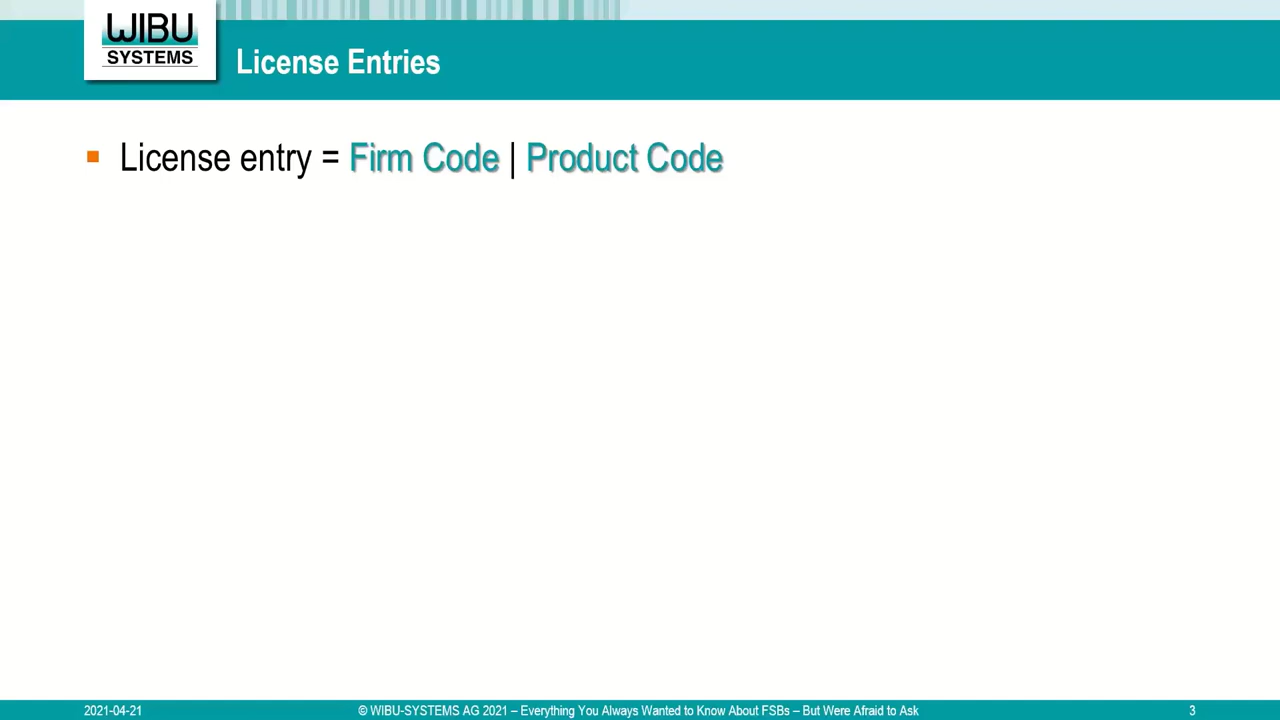 WIBU
SYSTEMS
License Entries
License entry = Firm Code | Product Code
2021-04-21
© WIBU-SYSTEMS AG 2021 – Everything You Always Wanted to Know About FSBs – But Were Afraid to Ask
3